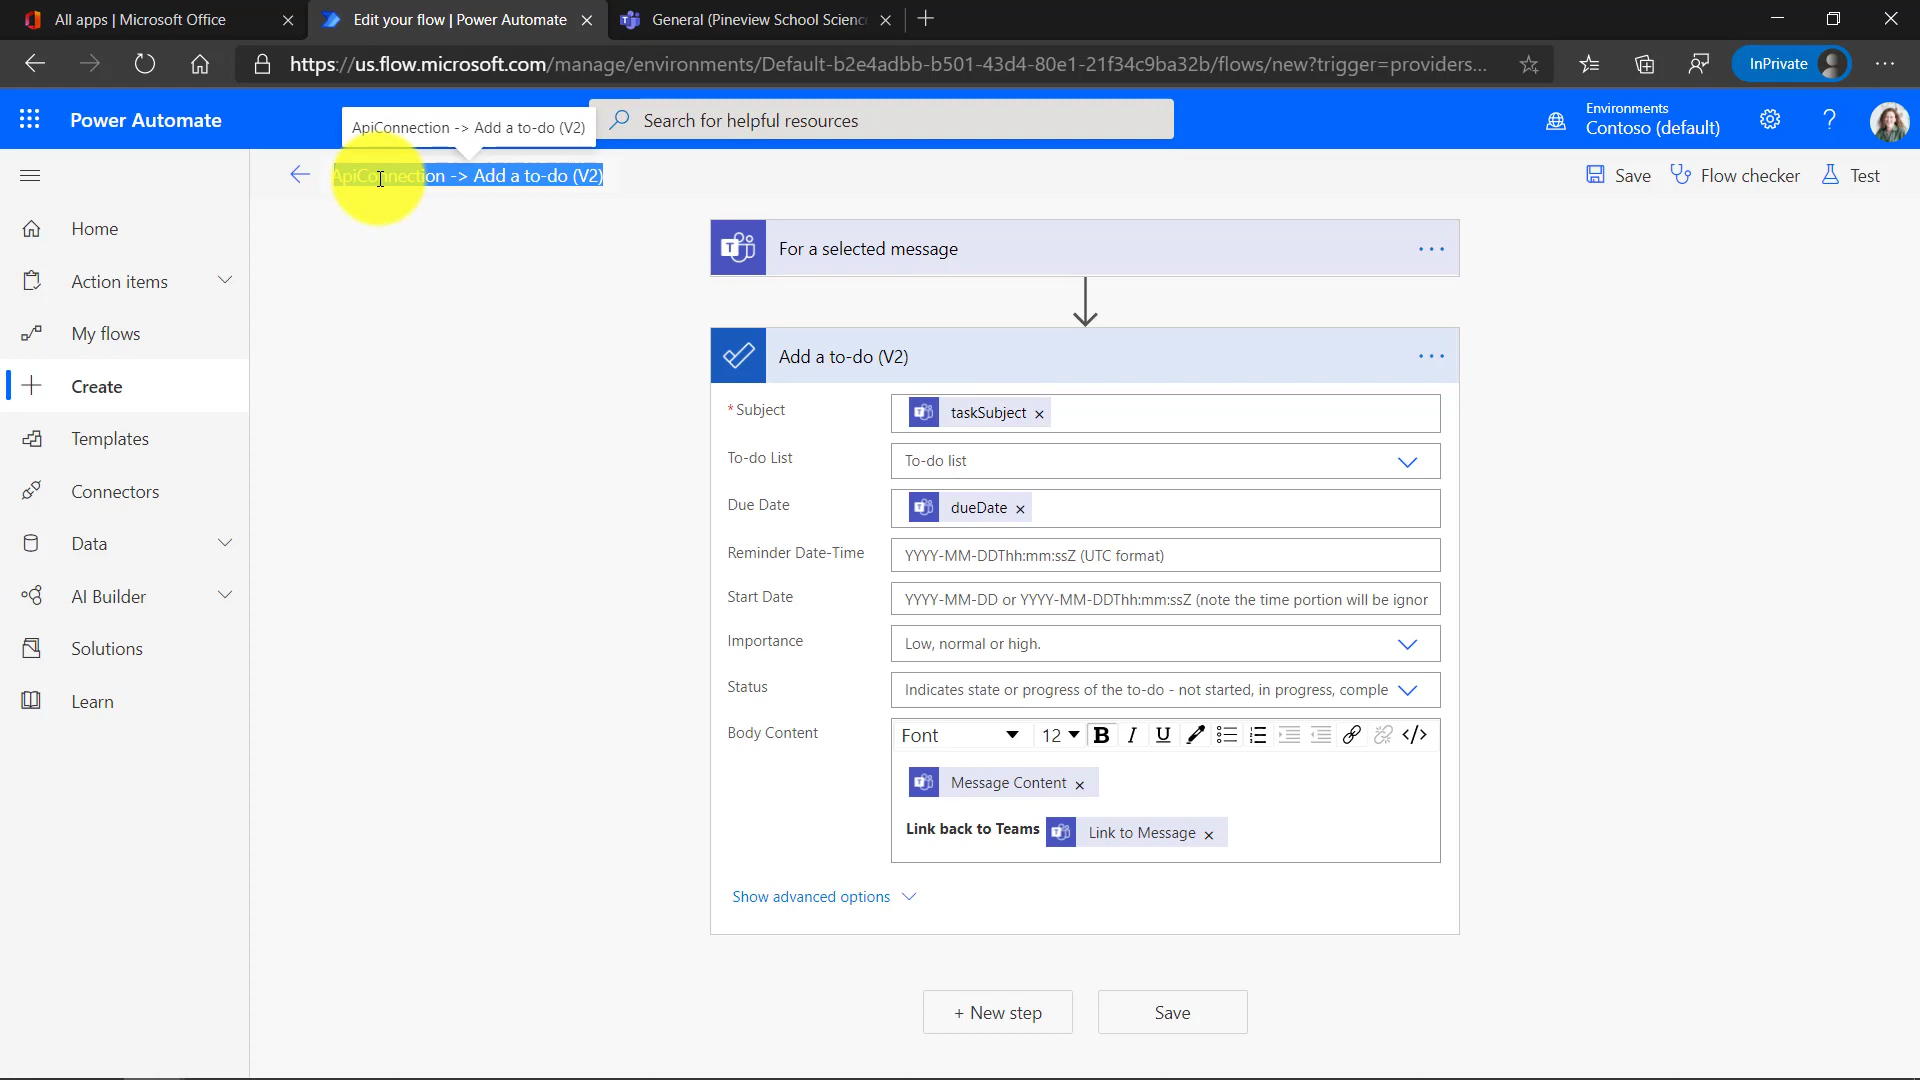 All apps | Microsoft Office
Edit your flow | Power Automate
General (Pineview School Scienc
https://us.flow.microsoft.com/manage/environments/Default-b2e4adbb-b501-43d4-80e1-21f34c9ba32b/flows/new?trigger=providers...
InPrivate
Power Automate
ApiConnection -> Add a to-do (V2)
Search for helpful resources
Environments
Contoso (default)
ApiConnection -> Add a to-do (V2)
Save
Flow checker
Test
Home
Action items
My flows
Create
Templates
Connectors
Data
AI Builder
Solutions
Learn
For a selected message
Add a to-do (V2)
* Subject
taskSubject
To-do List
To-do list
Due Date
dueDate
Reminder Date-Time
YYYY-MM-DDThh:mm:ssZ (UTC format)
Start Date
YYYY-MM-DD or YYYY-MM-DDThh:mm:ssZ (note the time portion will be ignor
Importance
Low, normal or high.
Status
Indicates state or progress of the to-do - not started, in progress, comple
Body Content
Font
12
B I U
Message Content
Link back to Teams Link to Message
Show advanced options
+ New step
Save